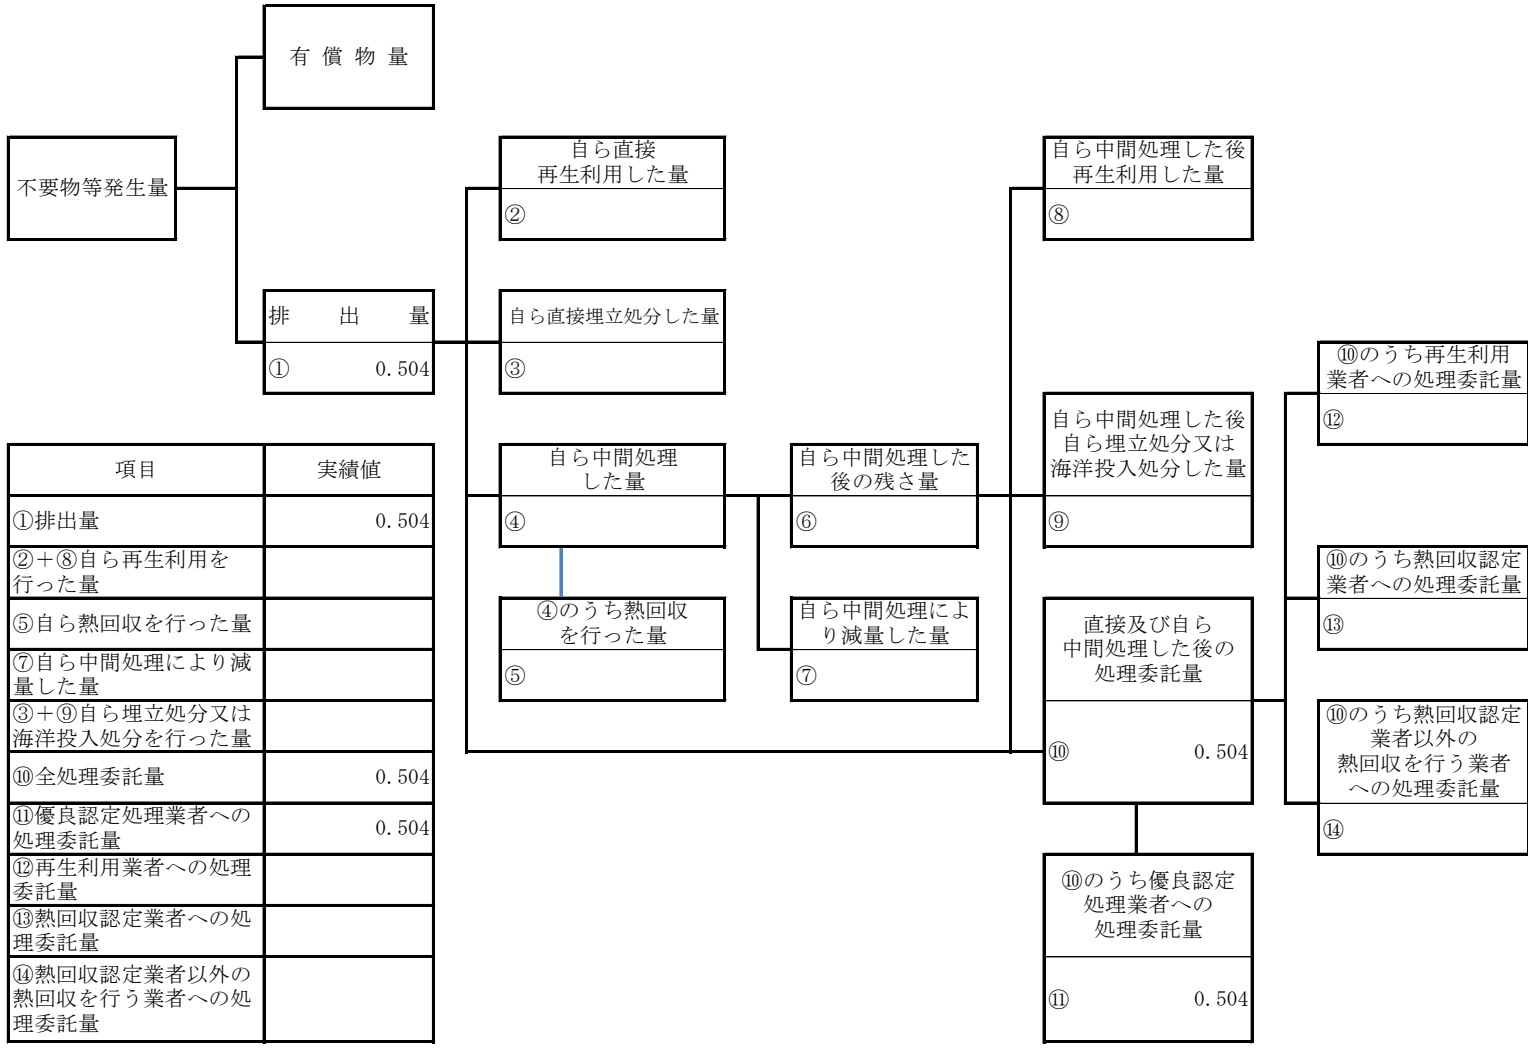 有償物量
不要物等発生量
排出量
① 0.504
自ら直接
再生利用した量
②
自ら直接埋立処分した量
③
自ら中間処理
した量
④
④のうち熱回収
を行った量
⑤
自ら中間処理した
後の残さ量
⑥
自ら中間処理によ
り減量した量
⑦
自ら中間処理した後
再生利用した量
⑧
自ら中間処理した後
自ら埋立処分又は
海洋投入処分した量
⑨
直接及び自ら
中間処理した後の
処理委託量
⑩ 0.504
⑩のうち優良認定
処理業者への
処理委託量
⑪ 0.504
⑩のうち再生利用
業者への処理委託量
⑫
⑩のうち熱回収認定
業者への処理委託量
⑬
⑩のうち熱回収認定
業者以外の
熱回収を行う業者
への処理委託量
⑭
項目 実績値
①排出量 0.504
②＋⑧自ら再生利用を
行った量
⑤自ら熱回収を行った量
⑦自ら中間処理により減
量した量
③＋⑨自ら埋立処分又は
海洋投入処分を行った量
⑩全処理委託量 0.504
⑪優良認定処理業者への
処理委託量 0.504
⑫再生利用業者への処理
委託量
⑬熱回収認定業者への処
理委託量
⑭熱回収認定業者以外の
熱回収を行う業者への処
理委託量